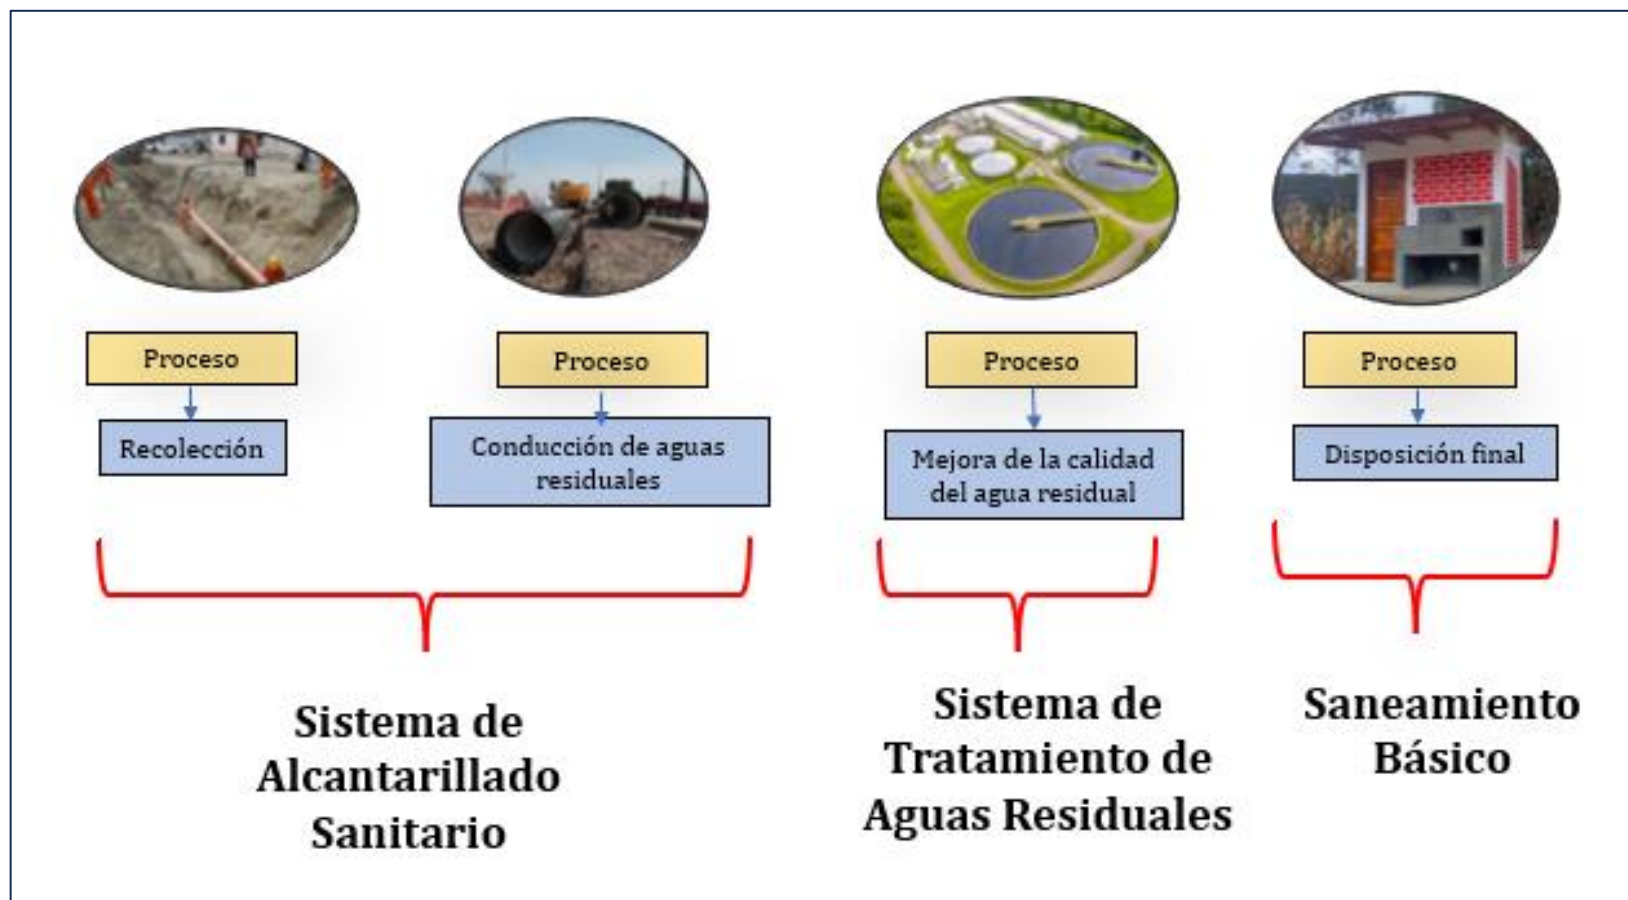 Proceso
Recolección
Proceso
Conducción de aguas
residuales
Proceso
Mejora de la calidad
del agua residual
Proceso
Disposición final
Sistema de
Alcantarillado
Sanitario
Sistema de
Tratamiento de
Aguas Residuales
Saneamiento
Básico